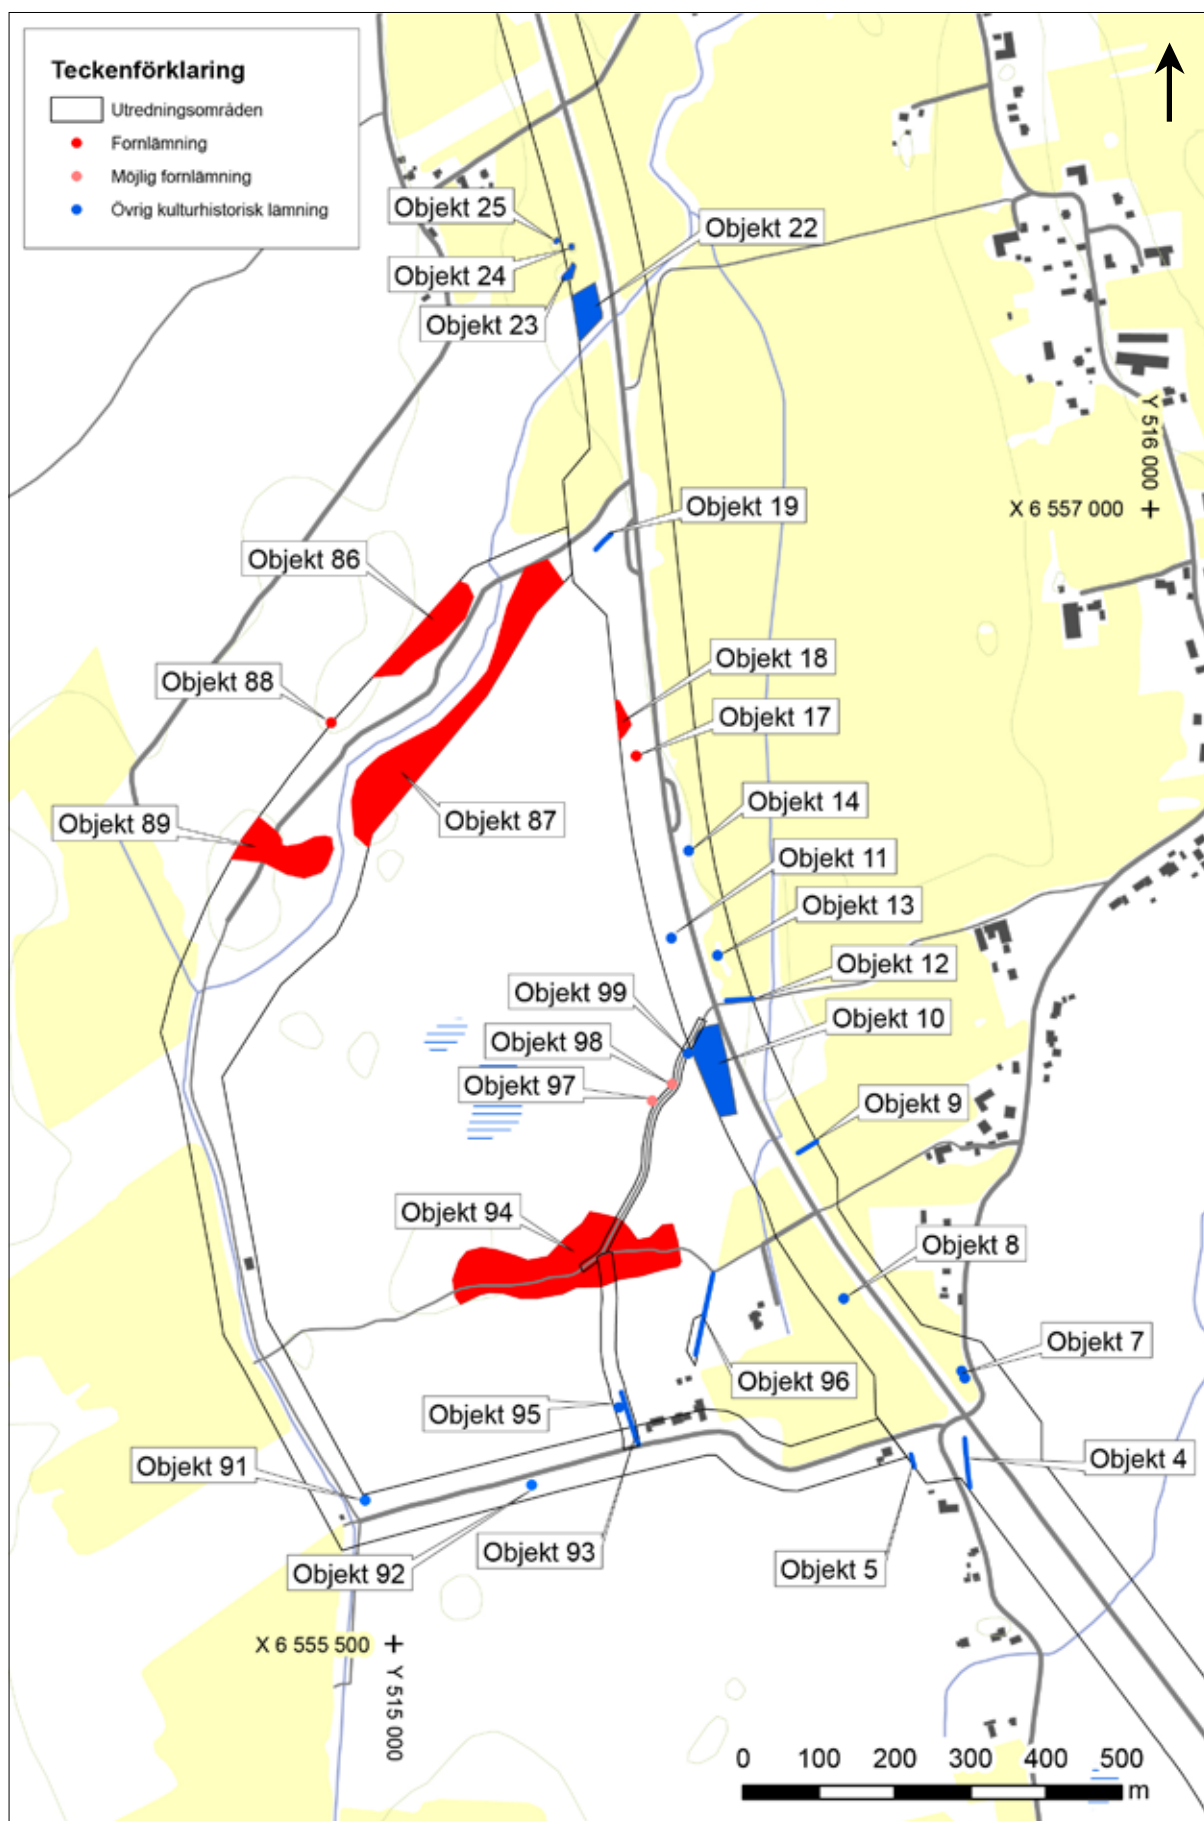 Teckenförklaring
Utredningsområden
Fornlämning
Möjlig fornlämning
Övrig kulturhistorisk lämning
Objekt 25
Objekt 22
Objekt 24
Objekt 23
Y 516 000
X 6 557 000
Objekt 19
Objekt 86
Objekt 18
Objekt 88
Objekt 17
Objekt 14
Objekt 87
Objekt 89
Objekt 11
Objekt 13
Objekt 12
Objekt 99
Objekt 10
Objekt 98
Objekt 97
Objekt 9
Objekt 94
Objekt 8
Objekt 7
Objekt 96
Objekt 95
Objekt 91
Objekt 4
Objekt 93
Objekt 5
Objekt 92
X 6 555 500
Y 515 000
0 100 200 300 400 500
m